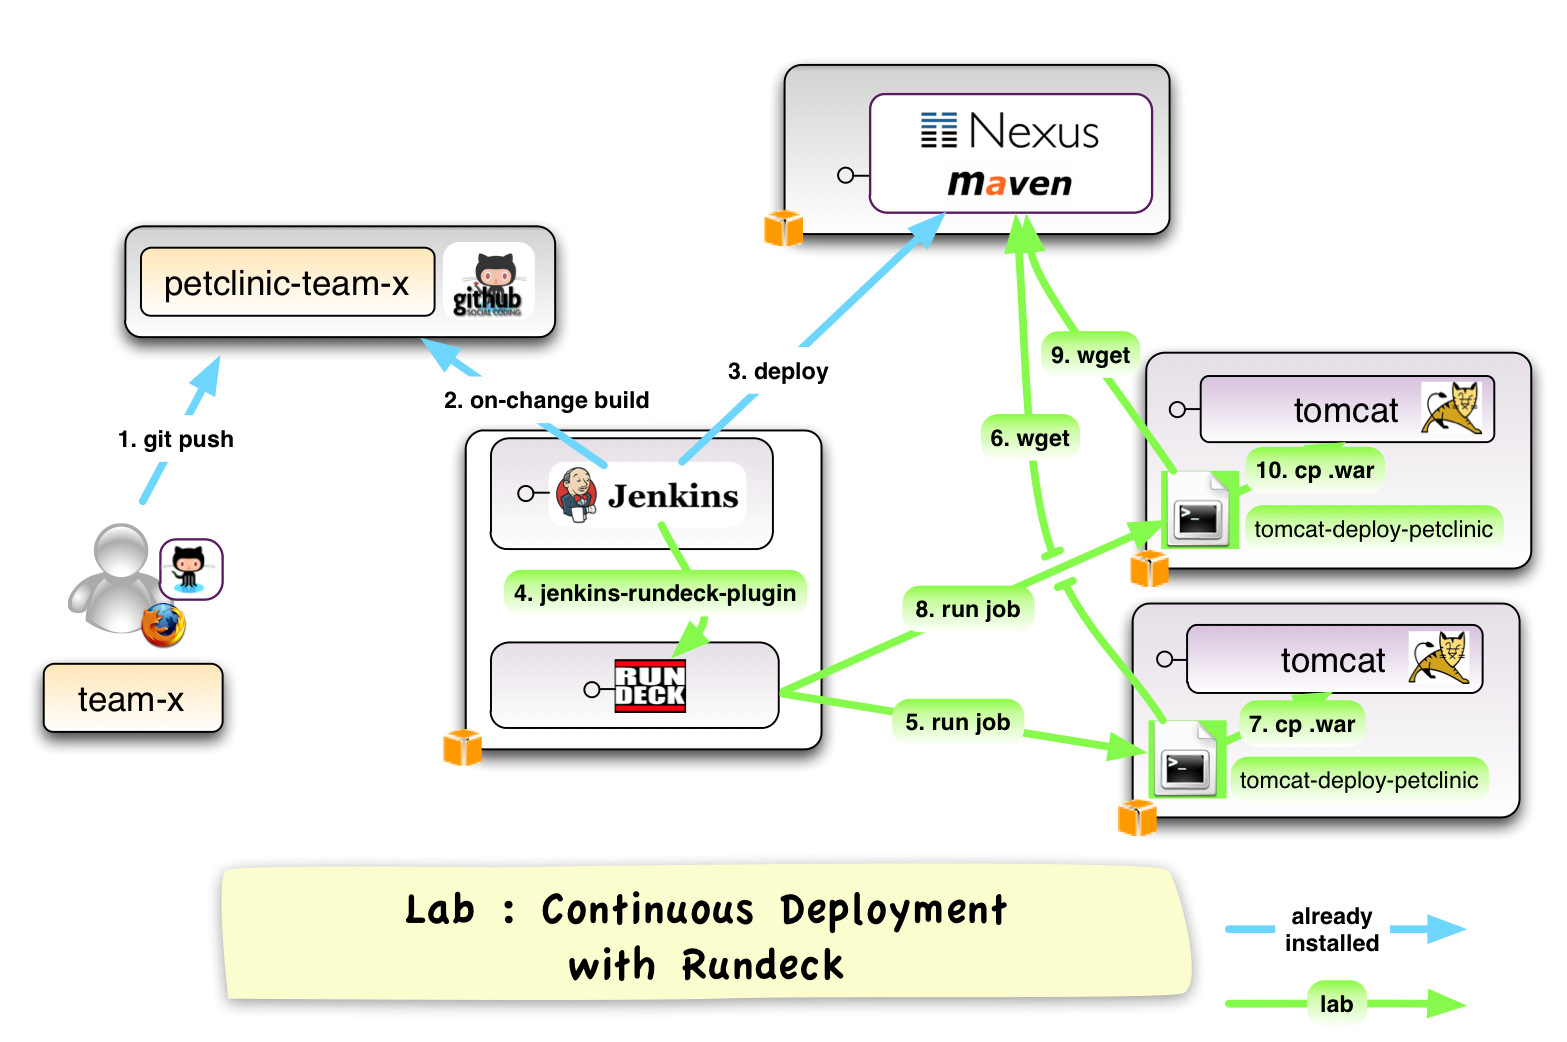 Nexus
maven
petclinic-team-x
github
SOCIAL CODING
1. git push
2. on-change build
3. deploy
team-x
Jenkins
4. jenkins-rundeck-plugin
RUN
DECK
5. run job
6. wget
8. run job
9. wget
tomcat
10. cp .war
>_
tomcat-deploy-petclinic
tomcat
7. cp .war
>_
tomcat-deploy-petclinic
Lab : Continuous Deployment
with Rundeck
already
installed
lab